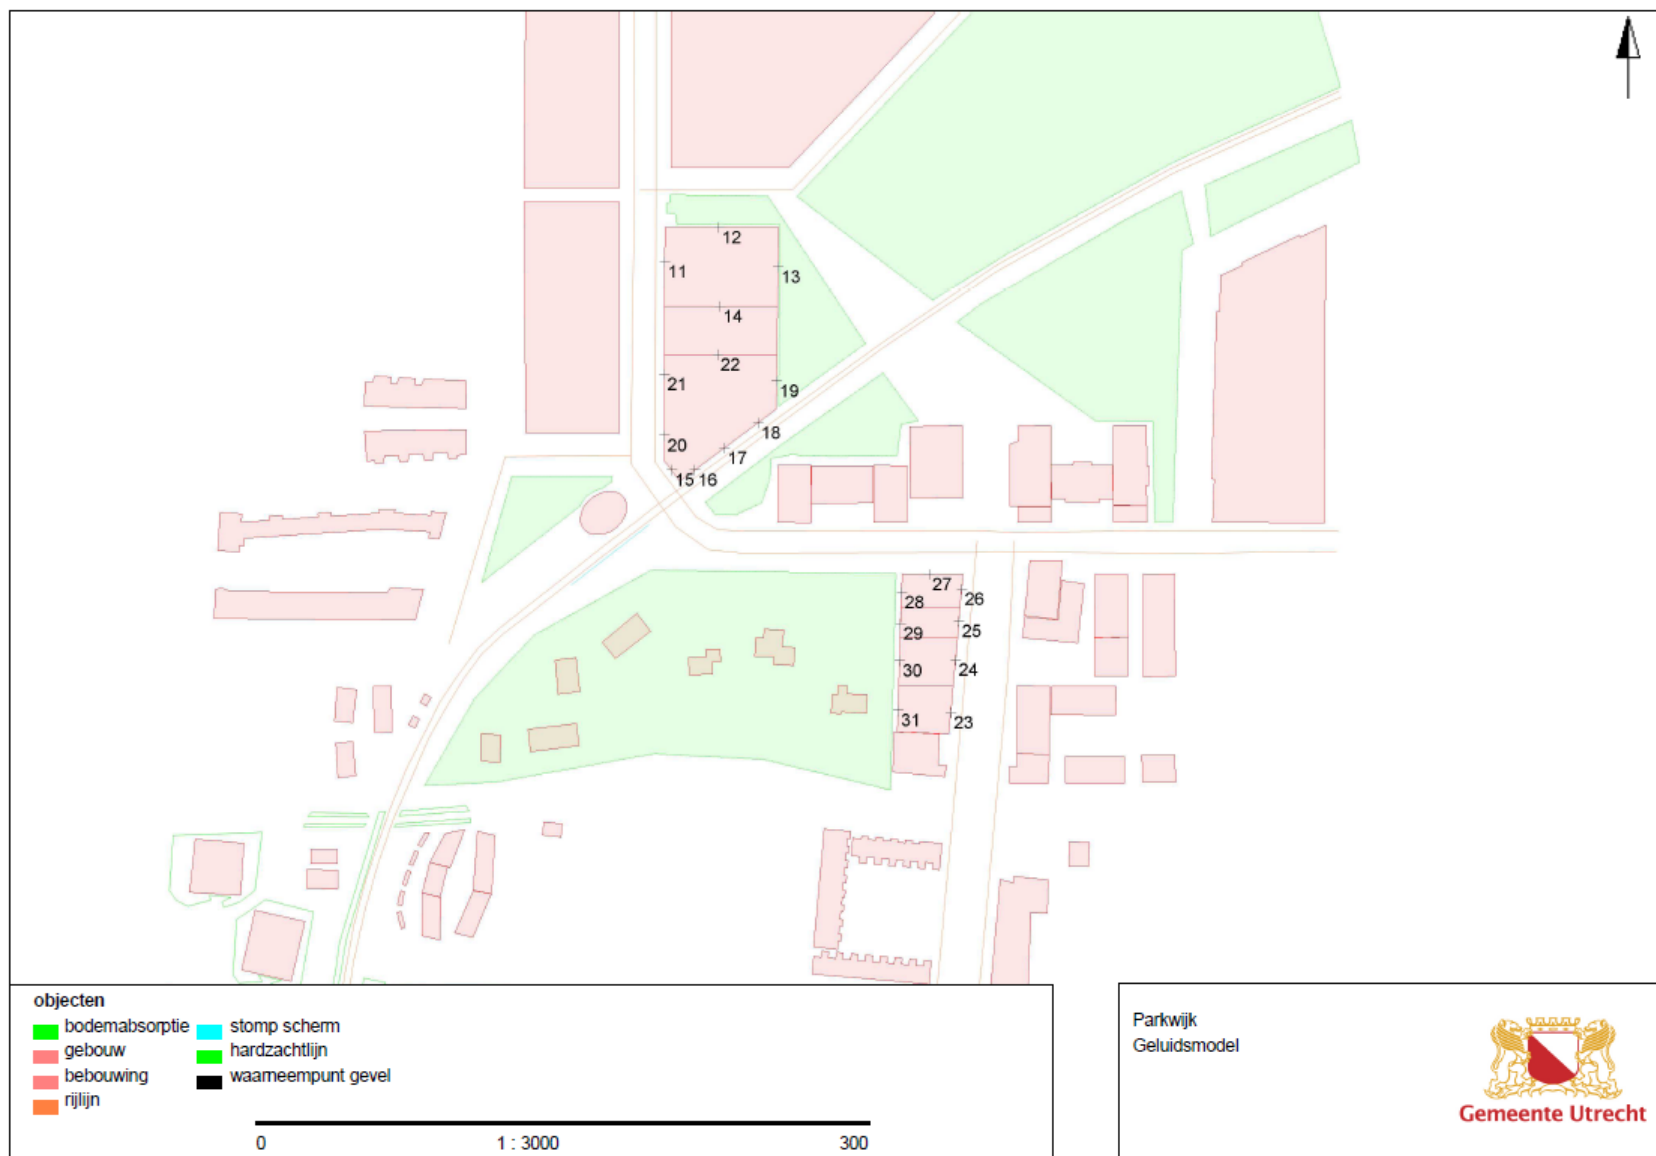 12
11
13
14
22
21
19
20
18
17
15
16
27
28
26
29
25
30
24
31
23
objecten
bodemabsorptie
stomp scherm
gebouw
hardzachtlijn
bebouwing
waarneempunt gevel
rijlijn
0
1 : 3000
300
Parkwijk
Geluidsmodel
Gemeente Utrecht